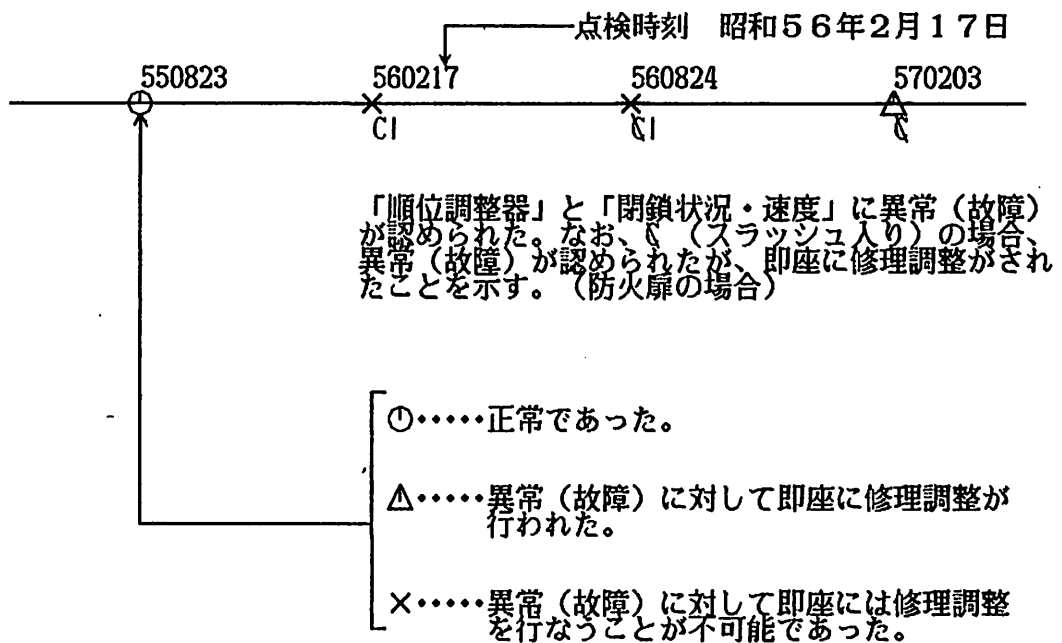 点検時刻 昭和56年2月17日
550823 560217 560824 570203
CI CI C
「順位調整器」と「閉鎖状況・速度」に異常(故障)
が認められた。なお、C (スラッシュ入り)の場合、
異常(故障)が認められたが、即座に修理調整がされ
たことを示す。(防火扉の場合)
・・・・・正常であった。
△・・・・・異常(故障)に対して即座に修理調整が
行われた。
×・・・・・異常(故障)に対して即座には修理調整
を行なうことが不可能であった。